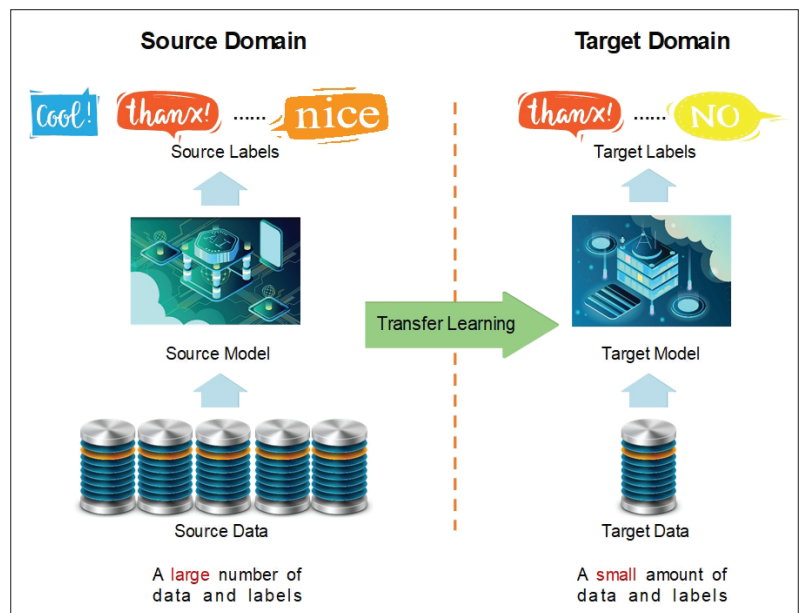 Source Domain
Target Domain
Cool!
thanx!
......
nice
thanx!
......
NO
Source Labels
Target Labels
AI
Transfer Learning
Source Model
Target Model
Source Data
Target Data
A large number of
data and labels
A small amount of
data and labels